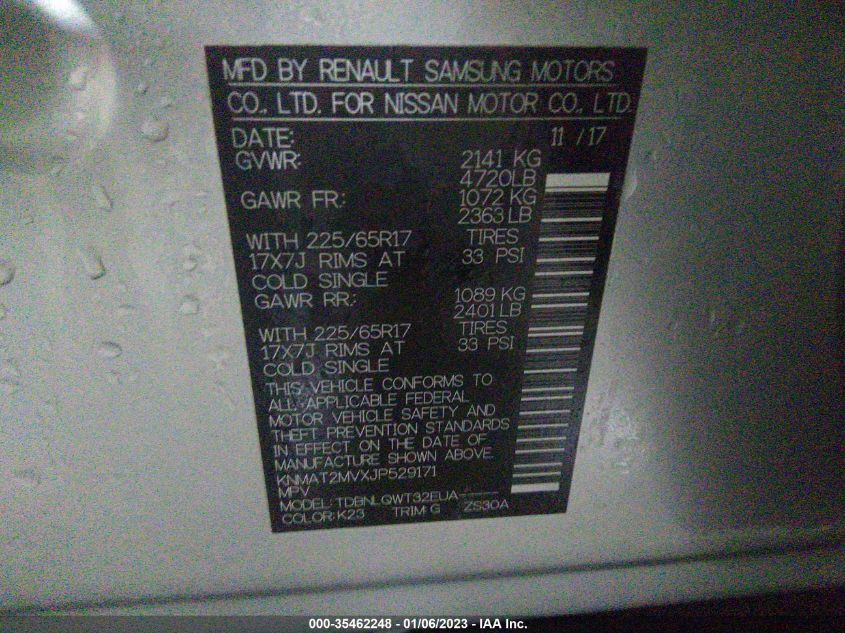 MFD BY RENAULT SAMSUNG MOTORS
CO., LTD. FOR NISSAN MOTOR CO., LTD.
DATE: 11 / 17
GVWR: 2141 KG
4720LB
GAWR FR.: 1072 KG
2363 LB
WITH 225/65R17 TIRES
17X7J RIMS AT 33 PSI
COLD SINGLE
GAWR RR.: 1089 KG
2401 LB
WITH 225/65R17 TIRES
17X7J RIMS AT 33 PSI
COLD SINGLE
THIS VEHICLE CONFORMS TO
ALL APPLICABLE FEDERAL
MOTOR VEHICLE SAFETY AND
THEFT PREVENTION STANDARDS
IN EFFECT ON THE DATE OF
MANUFACTURE SHOWN ABOVE.
KNMAT2MVXJP529171
MPV
MODEL: TDBNLQWT32EUA-----
COLOR: K23 TRIM: G ZS30A
000-35462248 - 01/06/2023 - IAA Inc.